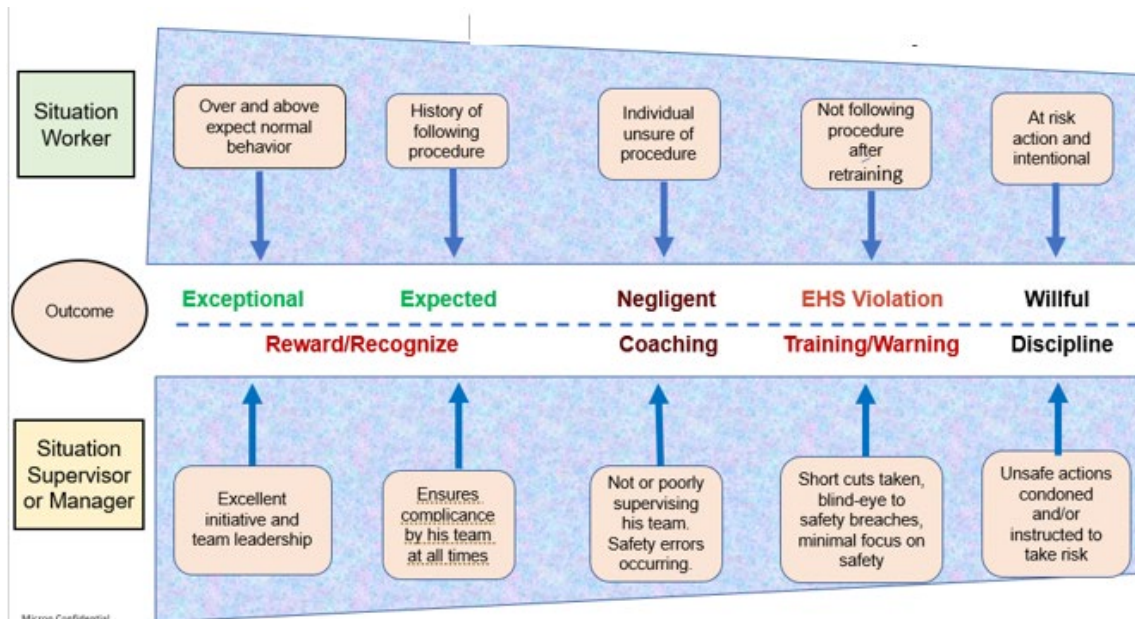 Situation
Worker
Over and above
expect normal
behavior
History of
following
procedure
Individual
unsure of
procedure
Not following
procedure
after
retraining
At risk
action and
intentional
Outcome
Exceptional
Expected
Negligent
EHS Violation
Willful
Reward/Recognize
Coaching
Training/Warning
Discipline
Situation
Supervisor
or Manager
Excellent
initiative and
team leadership
Ensures
complicance
by his team
at all times
Not or poorly
supervising
his team.
Safety errors
occurring.
Short cuts taken,
blind-eye to
safety breaches,
minimal focus on
safety
Unsafe actions
condoned
and/or
instructed to
take risk
Micron Confidential